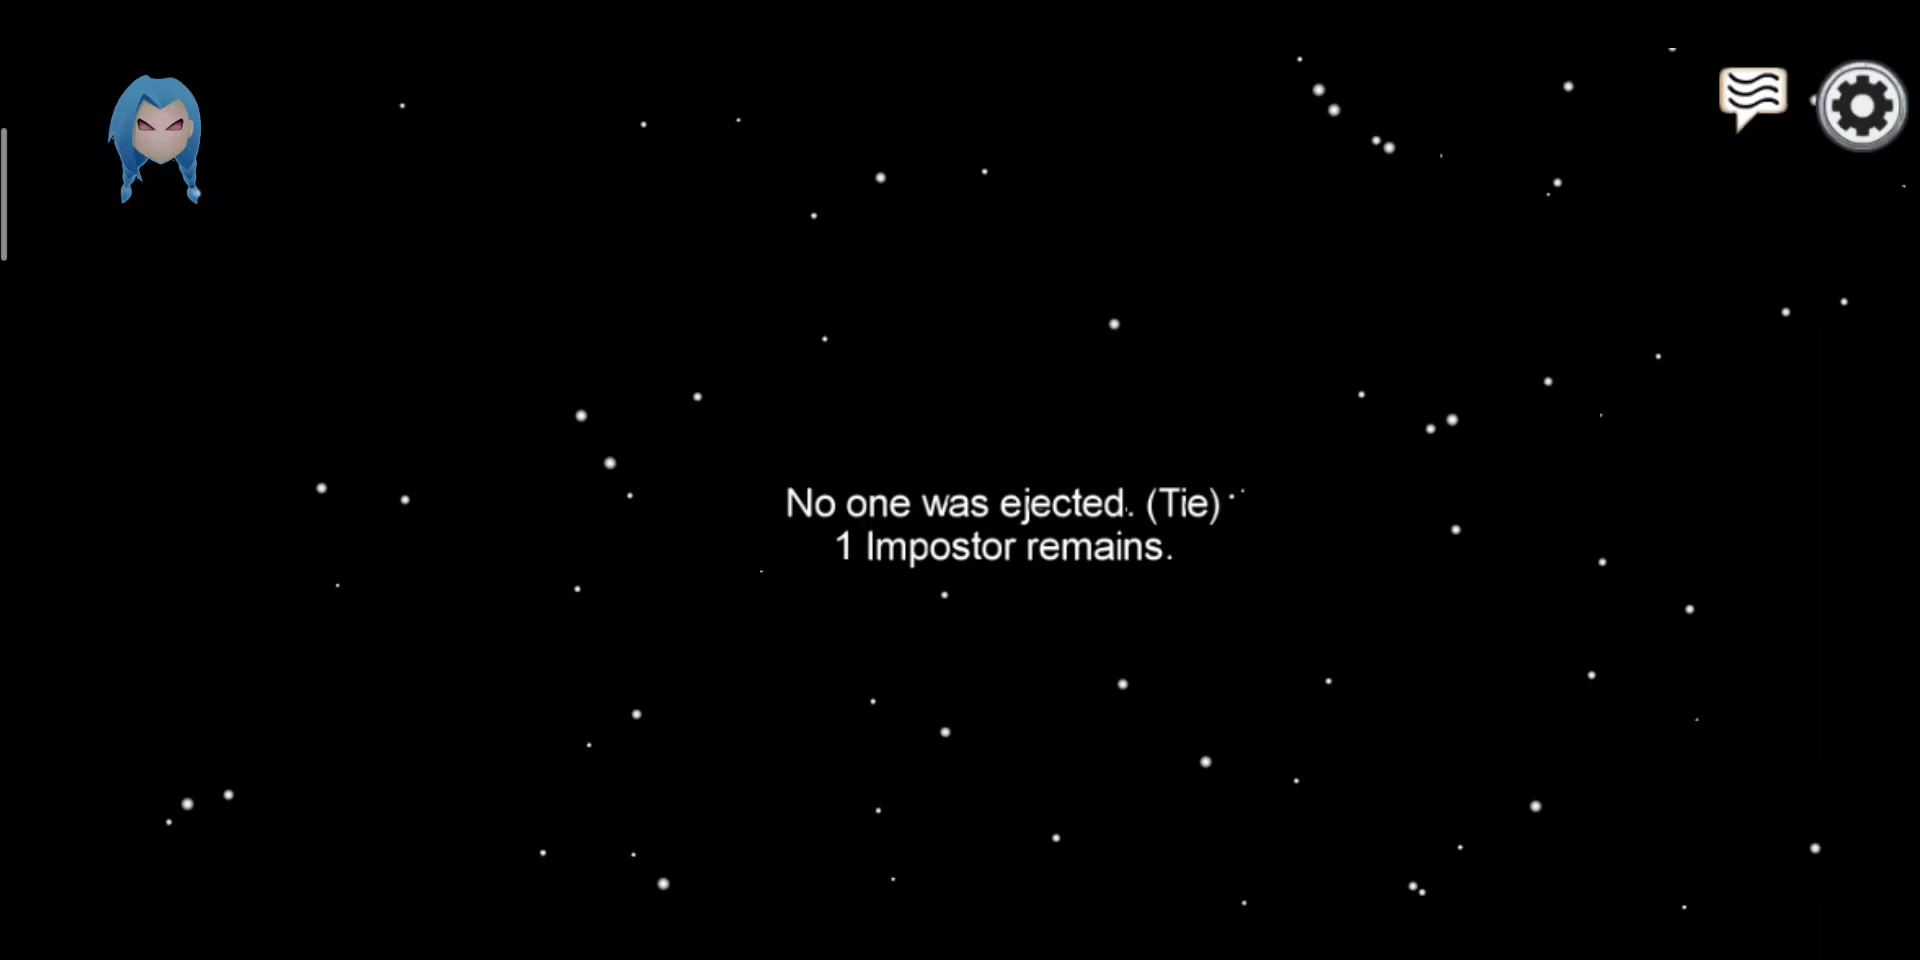 No one was ejected. (Tie)
1 Impostor remains.